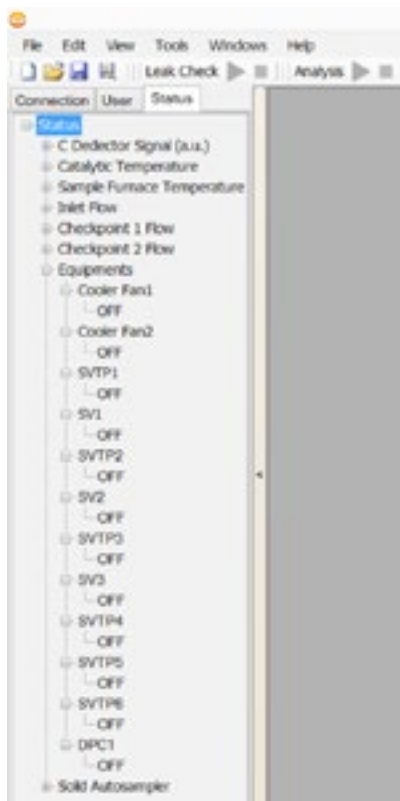 File Edit View Tools Windows Help
Leak Check Analysis
Connection User Status
Status
C Dedector Signal (a.u.)
Catalytic Temperature
Sample Furnace Temperature
Inlet Flow
Checkpoint 1 Flow
Checkpoint 2 Flow
Equipments
Cooler Fan1
OFF
Cooler Fan2
OFF
SVTP1
OFF
SV1
OFF
SVTP2
OFF
SV2
OFF
SVTP3
OFF
SV3
OFF
SVTP4
OFF
SVTP5
OFF
SVTP6
OFF
DPC1
OFF
Solid Autosampler